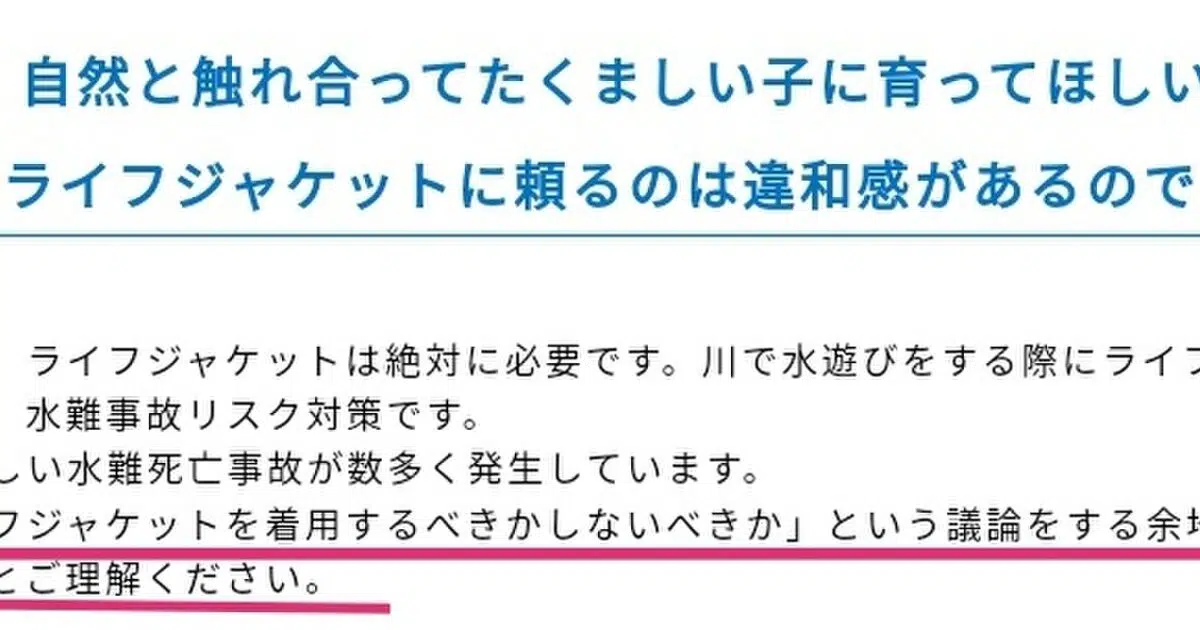 自然と触れ合ってたくましい子に育ってほしい
ライフジャケットに頼るのは違和感があるので
ライフジャケットは絶対に必要です。川で水遊びをする際にライフ
水難事故リスク対策です。
しい水難死亡事故が数多く発生しています。
フジャケットを着用するべきかしないべきか」という議論をする余
とご理解ください。